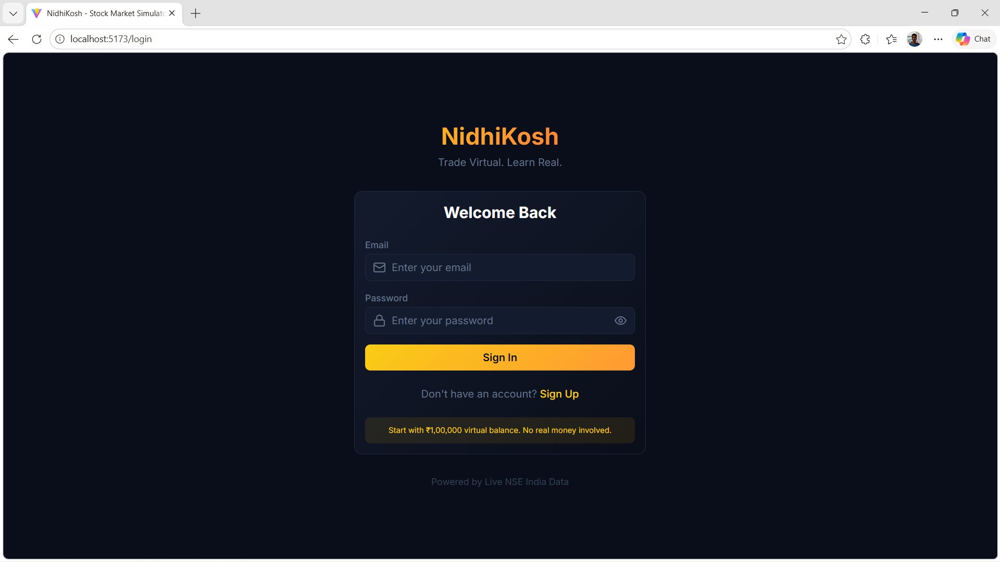 NidhiKosh - Stock Market Simulat
localhost:5173/login
Chat
NidhiKosh
Trade Virtual. Learn Real.
Welcome Back
Email
Enter your email
Password
Enter your password
Sign In
Don't have an account? Sign Up
Start with ₹1,00,000 virtual balance. No real money involved.
Powered by Live NSE India Data